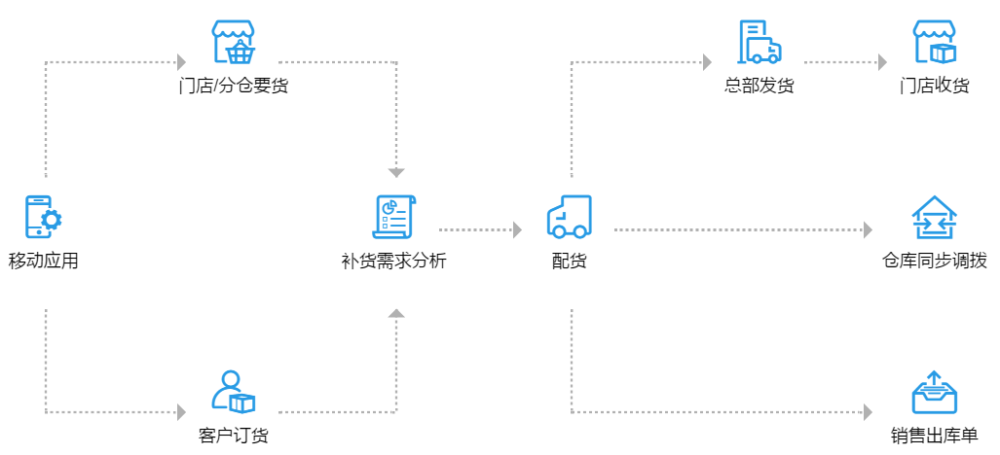 门店/分仓要货
总部发货
门店收货
移动应用
补货需求分析
配货
仓库同步调拨
客户订货
销售出库单